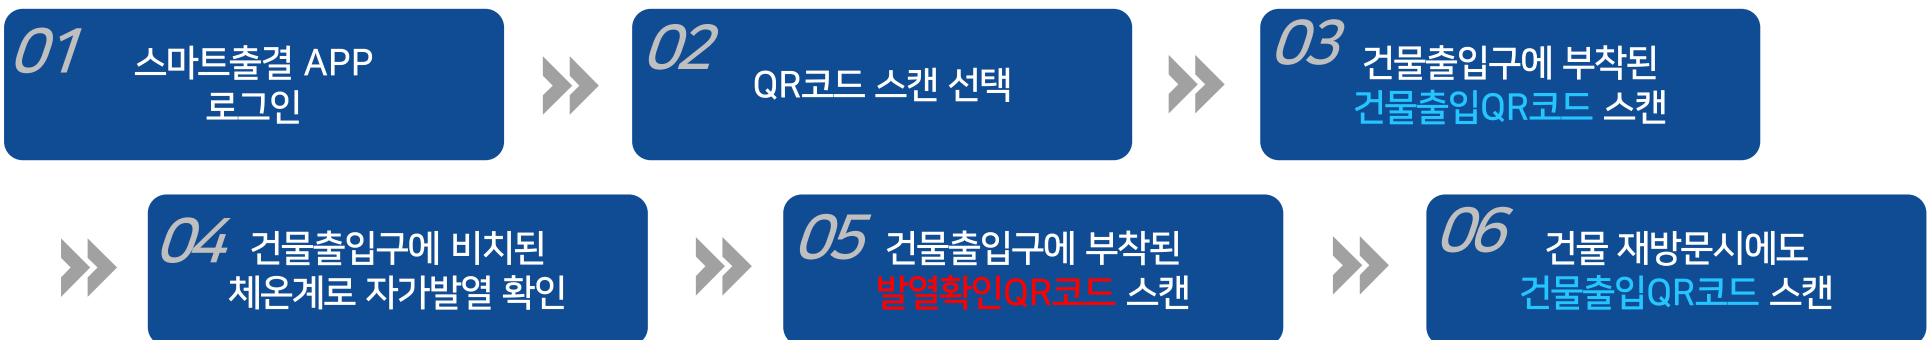 01
스마트출결 APP
로그인
02
QR코드 스캔 선택
03
건물출입구에 부착된
건물출입QR코드 스캔
04
건물출입구에 비치된
체온계로 자가발열 확인
05
건물출입구에 부착된
발열확인QR코드 스캔
06
건물 재방문시에도
건물출입QR코드 스캔